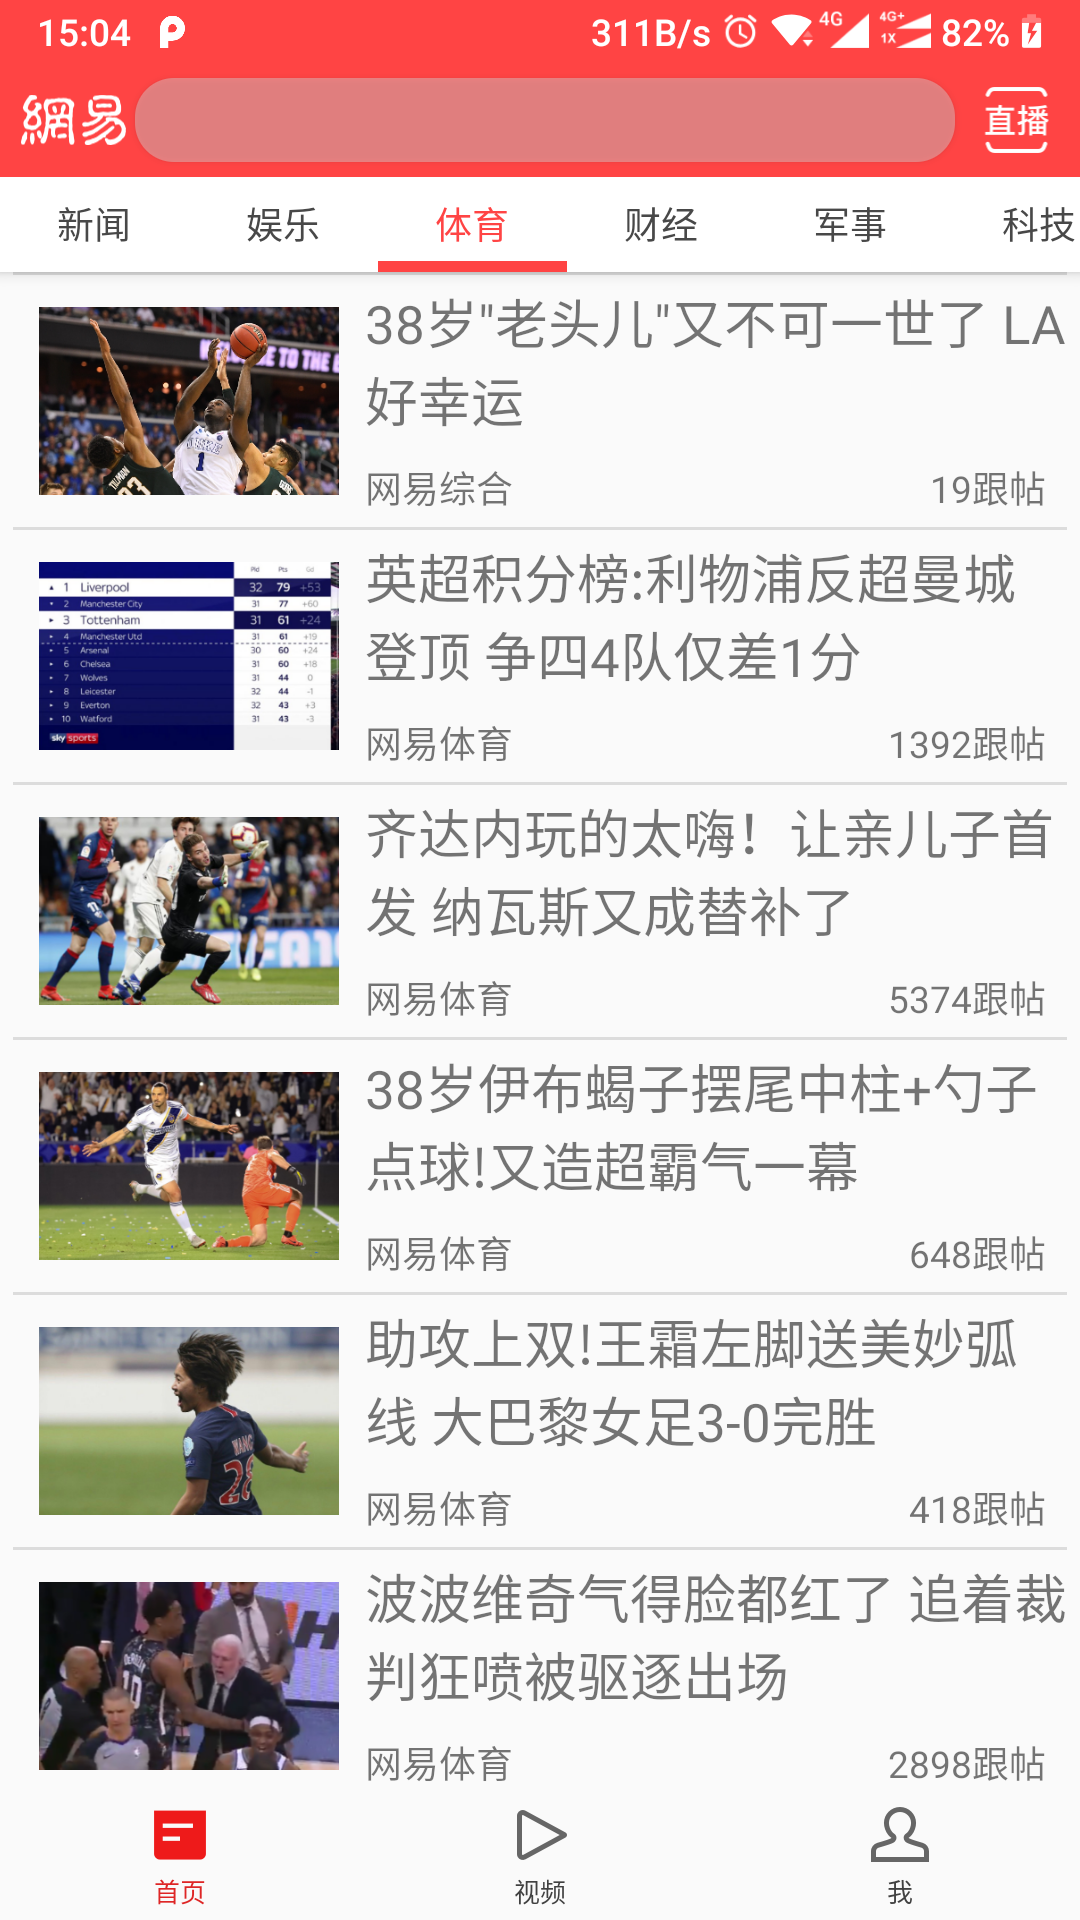 15:04
311B/s
4G
4G+
1X
82%
網易
直播
新闻 娱乐 体育 财经 军事 科技
38岁"老头儿"又不可一世了 LA
好幸运
网易综合 19跟帖
Pld Pts Gd
1 Liverpool 32 79 +53
2 Manchester City 31 77 +60
3 Tottenham 31 61 +24
4 Manchester Utd 31 61 +19
5 Arsenal 30 60 +24
6 Chelsea 31 60 +18
7 Wolves 31 44 0
8 Leicester 32 44 -1
9 Everton 32 43 +3
10 Watford 31 43 -3
sky sports
英超积分榜:利物浦反超曼城
登顶 争四4队仅差1分
网易体育 1392跟帖
齐达内玩的太嗨！让亲儿子首
发 纳瓦斯又成替补了
网易体育 5374跟帖
38岁伊布蝎子摆尾中柱+勺子
点球!又造超霸气一幕
网易体育 648跟帖
WANG
28
助攻上双!王霜左脚送美妙弧
线 大巴黎女足3-0完胜
网易体育 418跟帖
波波维奇气得脸都红了 追着裁
判狂喷被驱逐出场
网易体育 2898跟帖
首页 视频 我